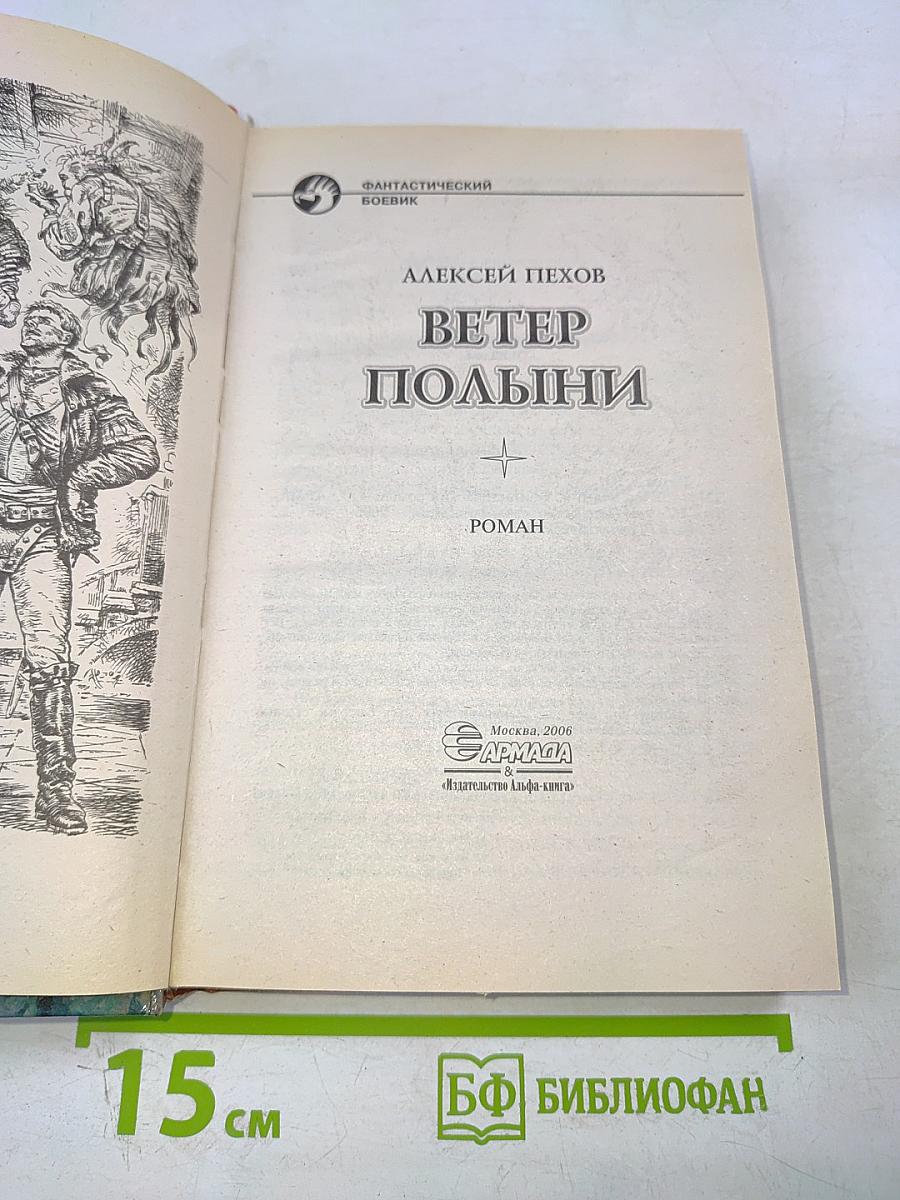 ФАНТАСТИЧЕСКИЙ
БОЕВИК
АЛЕКСЕЙ ПЕХОВ
ВЕТЕР
ПОЛЫНИ
РОМАН
Москва, 2006
АРМАДА
&
«Издательство Альфа-книга»
15 см
БФ БИБЛИОФАН